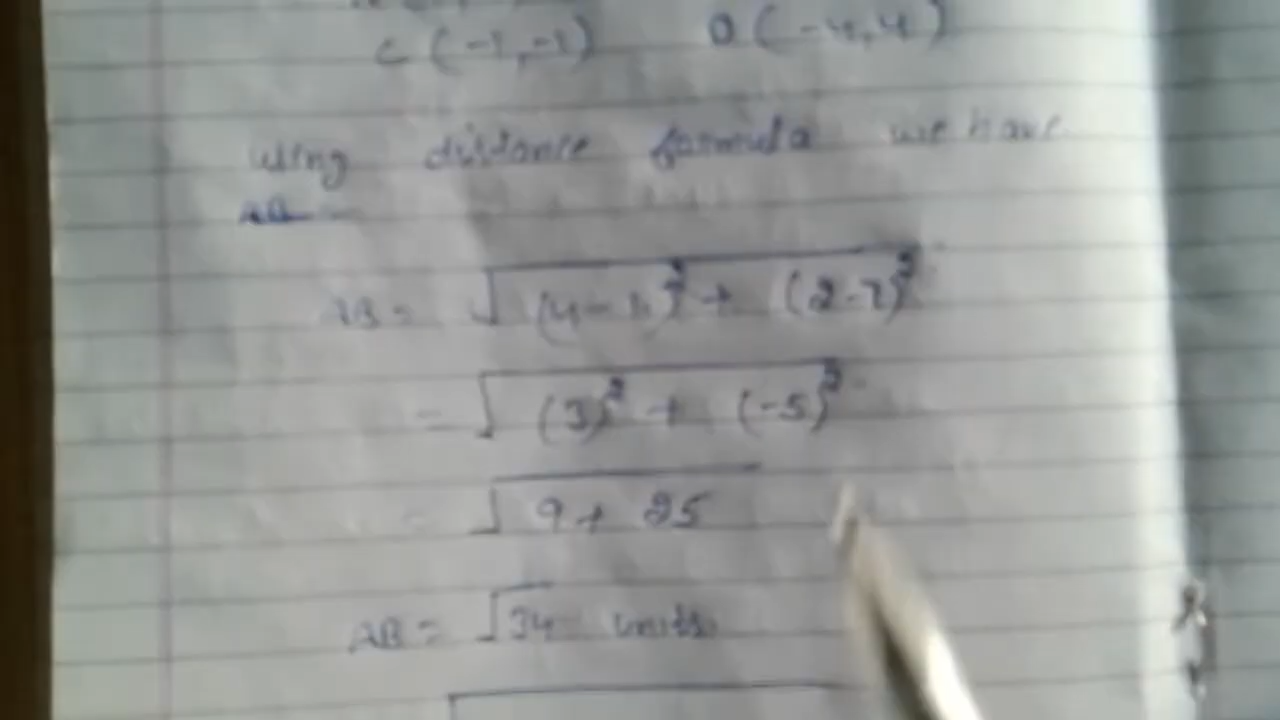 C(-1,-1) D(-4,4)
using distance formula we have
AB = √(4-1)² + (2-7)²
= √(3)² + (-5)²
= √9+25
AB = √34 units